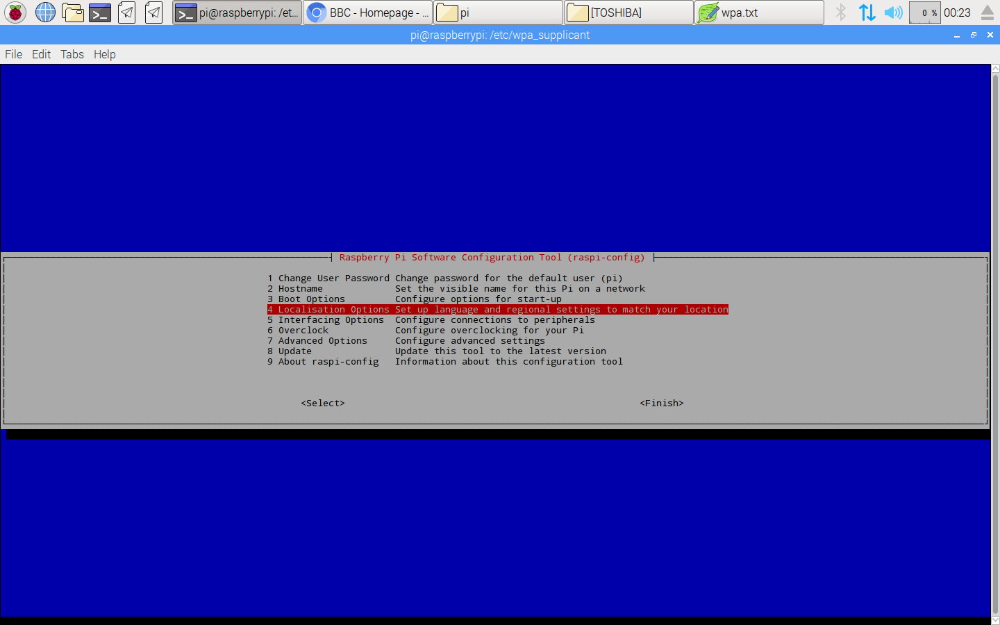 pi@raspberrypi: /et... BBC - Homepage - ... pi [TOSHIBA] wpa.txt 0 % 00:23
pi@raspberrypi: /etc/wpa_supplicant
File Edit Tabs Help
Raspberry Pi Software Configuration Tool (raspi-config)
1 Change User Password Change password for the default user (pi)
2 Hostname Set the visible name for this Pi on a network
3 Boot Options Configure options for start-up
4 Localisation Options Set up language and regional settings to match your location
5 Interfacing Options Configure connections to peripherals
6 Overclock Configure overclocking for your Pi
7 Advanced Options Configure advanced settings
8 Update Update this tool to the latest version
9 About raspi-config Information about this configuration tool
<Select> <Finish>